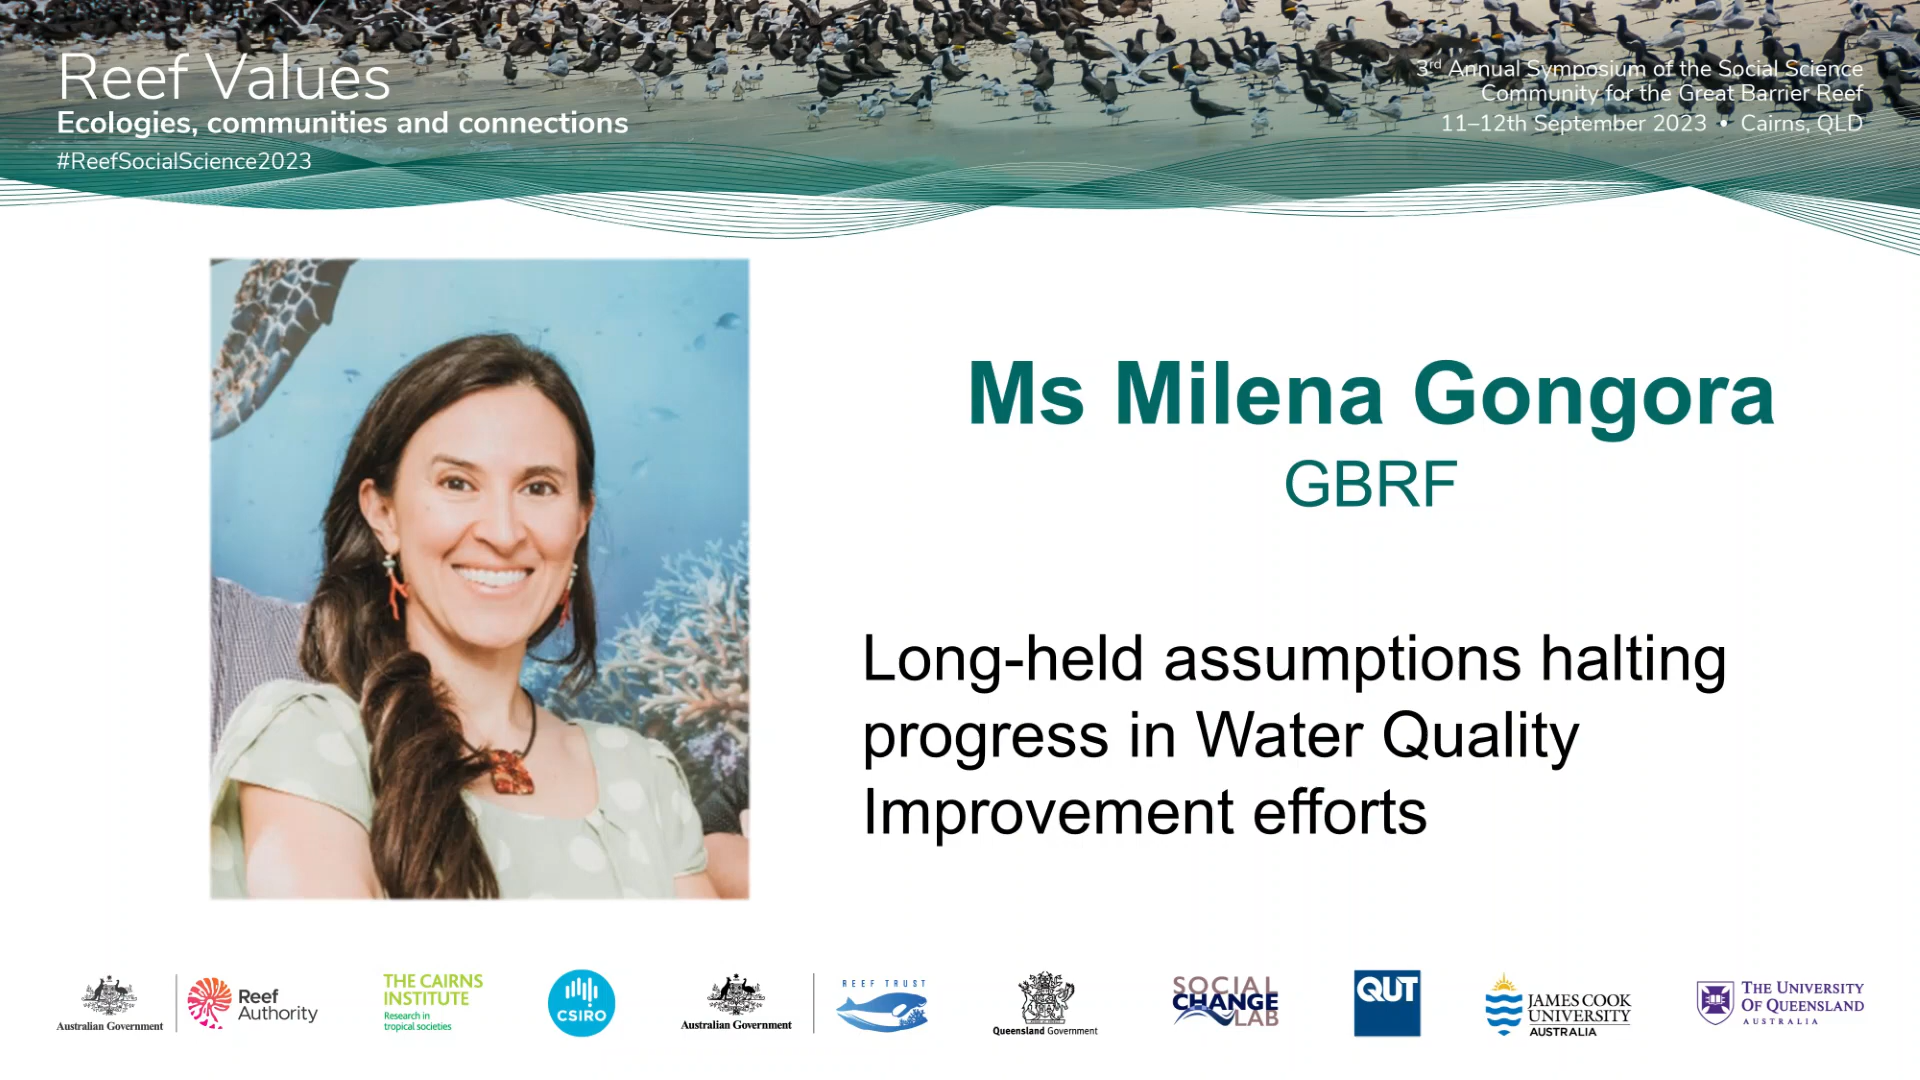 Reef Values
Ecologies, communities and connections
#ReefSocialScience2023
3rd Annual Symposium of the Social Science
Community for the Great Barrier Reef
11–12th September 2023 • Cairns, QLD
Ms Milena Gongora
GBRF
Long-held assumptions halting
progress in Water Quality
Improvement efforts
Australian Government
Reef
Authority
THE CAIRNS
INSTITUTE
Research in
tropical societies
CSIRO
Australian Government
REEF TRUST
Queensland Government
SOCIAL
CHANGE
LAB
QUT
JAMES COOK
UNIVERSITY
AUSTRALIA
THE UNIVERSITY
OF QUEENSLAND
AUSTRALIA